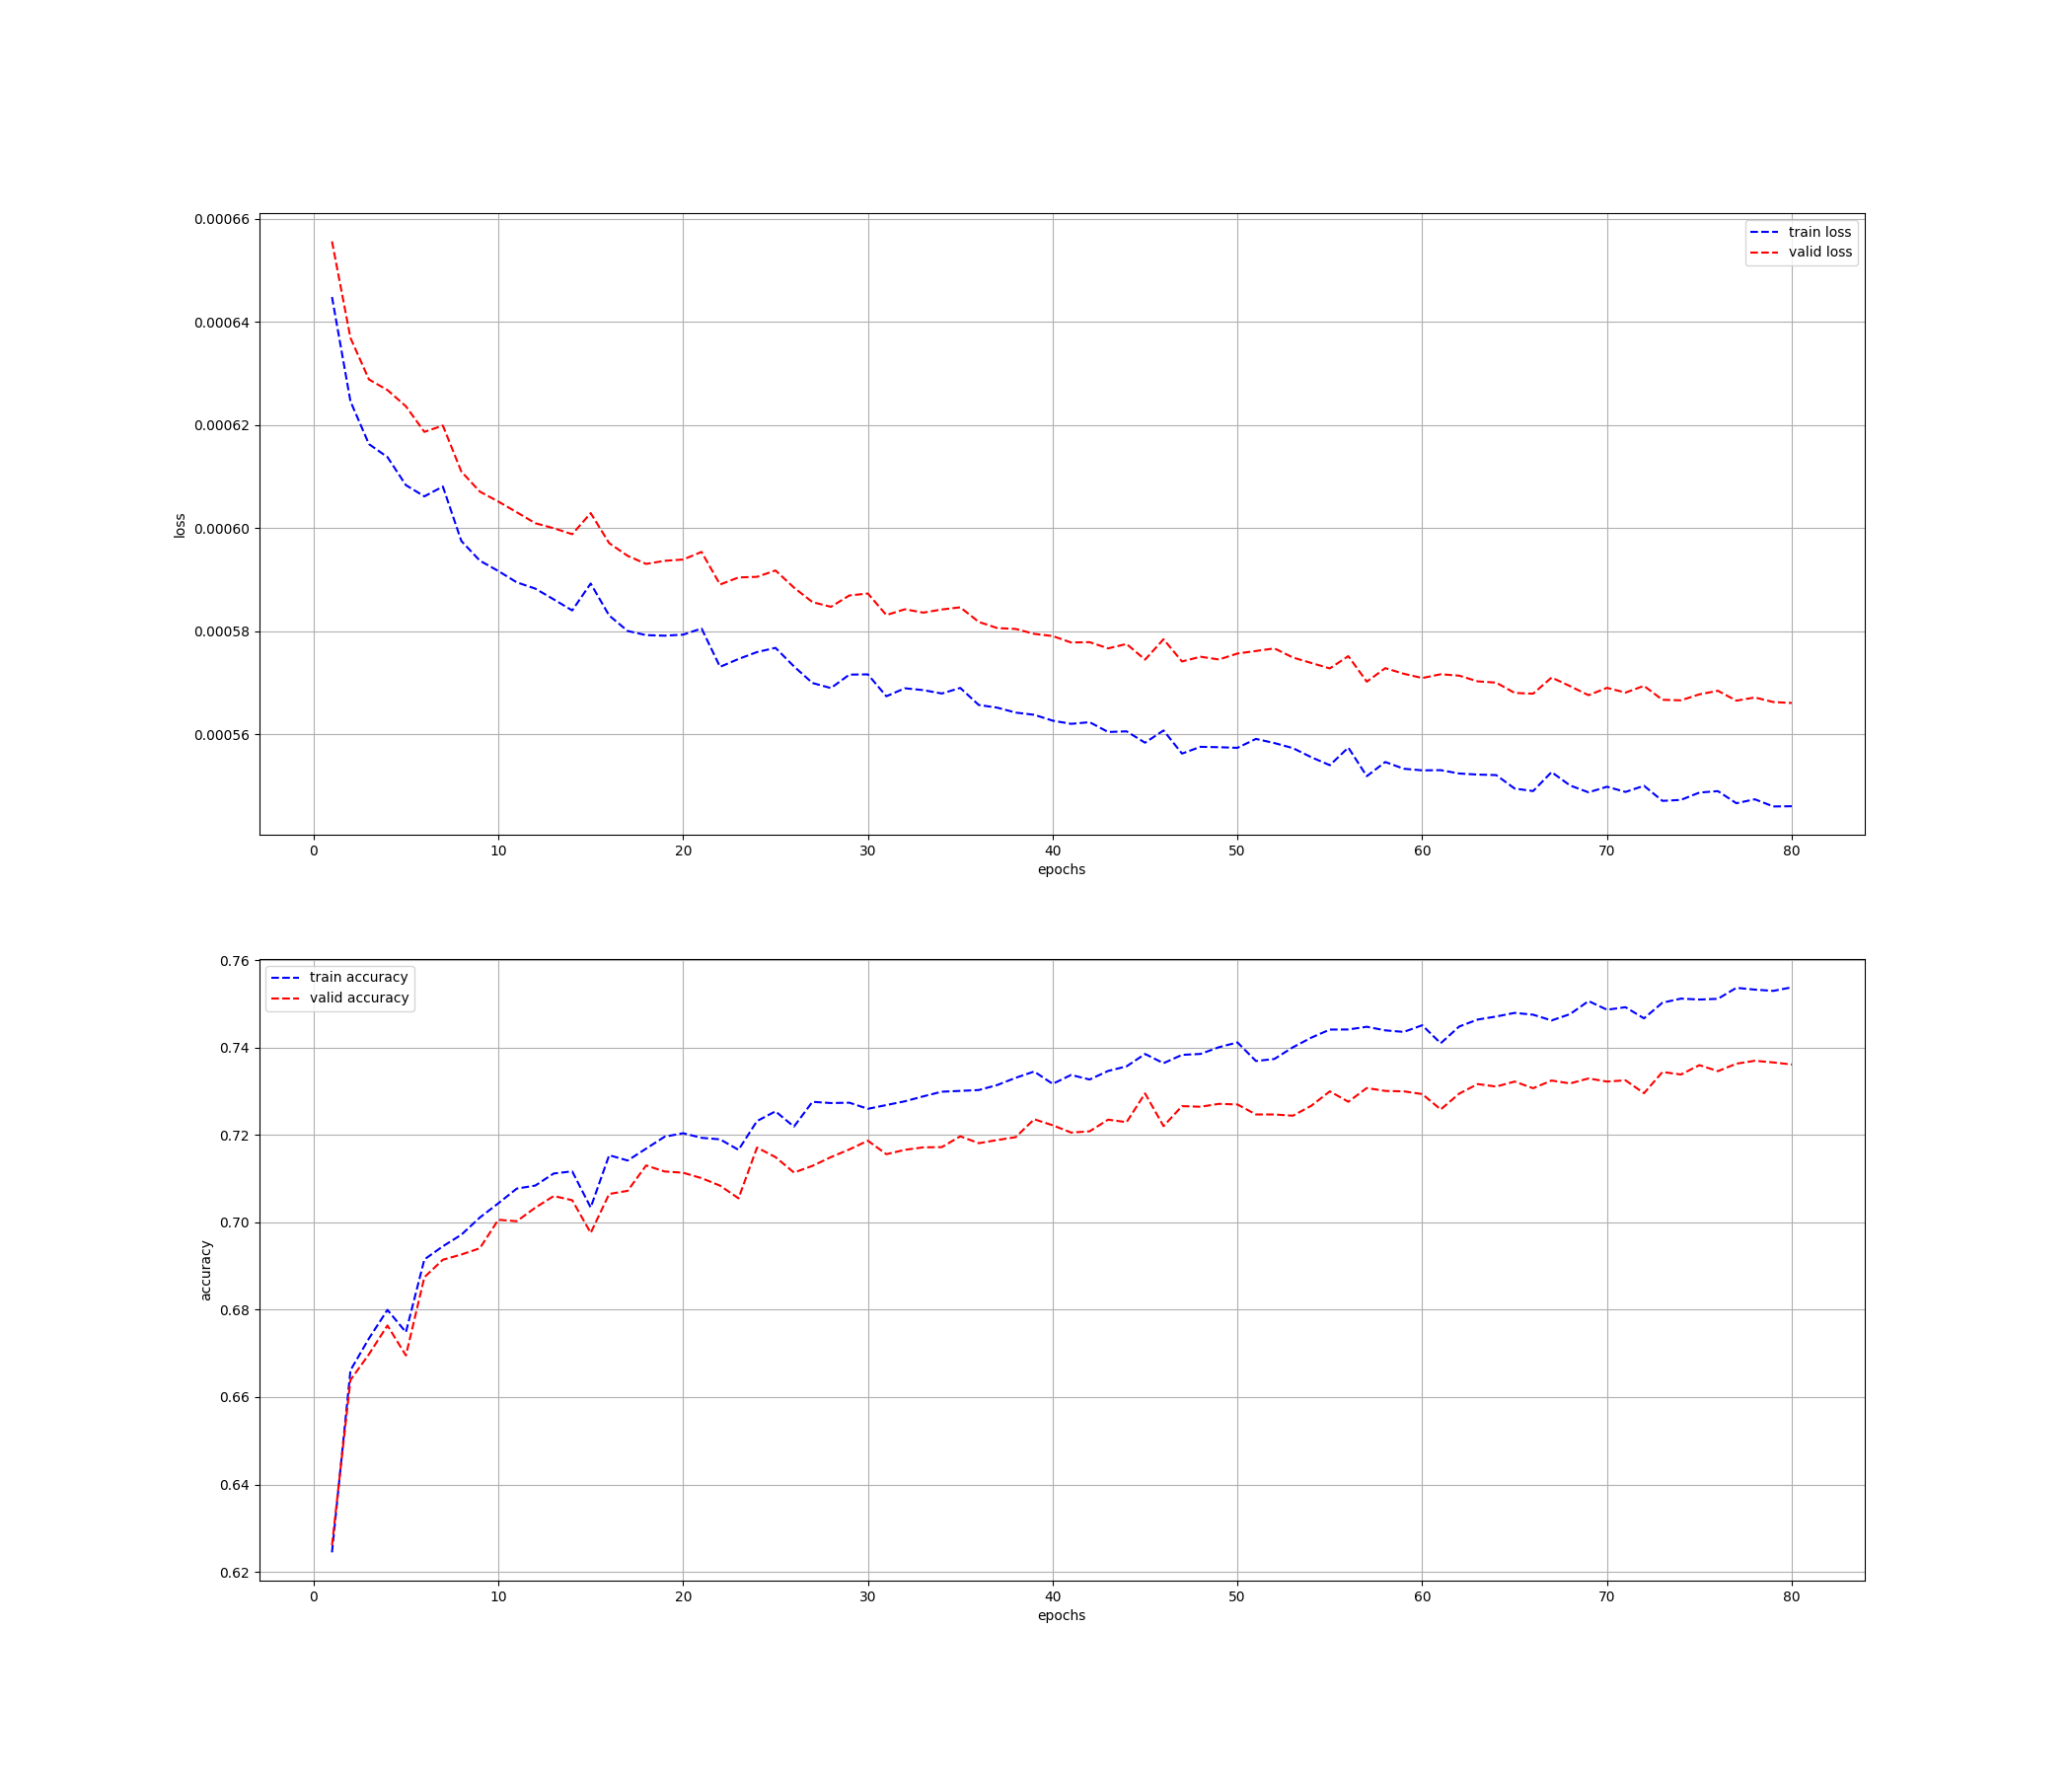 0.00066
0.00064
0.00062
0.00060
0.00058
0.00056
loss
train loss
valid loss
0 10 20 30 40 50 60 70 80
epochs
0.76
0.74
0.72
0.70
0.68
0.66
0.64
0.62
accuracy
train accuracy
valid accuracy
0 10 20 30 40 50 60 70 80
epochs